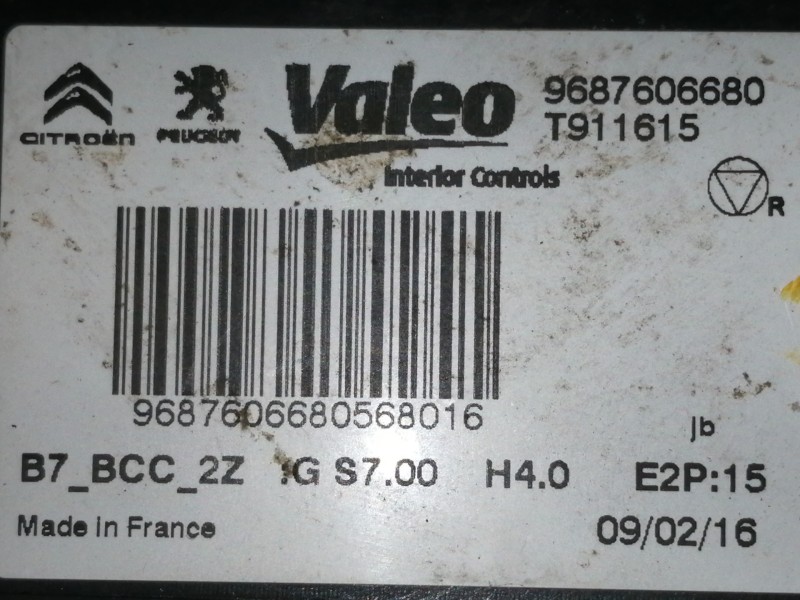 CITROËN PEUGEOT Valeo 9687606680
T911615
Interior Controls
R
9687606680568016
jb
B7_BCC_2Z :G S7.00 H4.0 E2P:15
Made in France 09/02/16